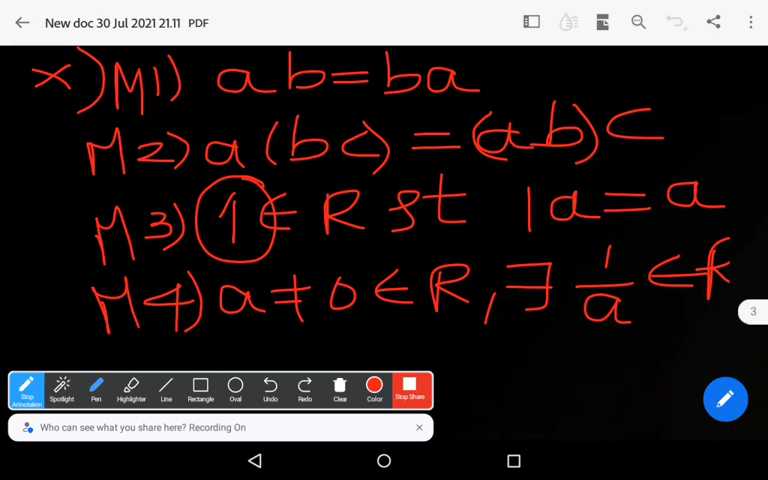 New doc 30 Jul 2021 21.11 PDF
×) M1) ab = ba
M2) a(bc) = (ab)c
M3) 1 ∈ R st 1a = a
M4) a ≠ 0 ∈ R, ∃ 1/a ∈ R
3
Stop Annotation Spotlight Pen Highlighter Line Rectangle Oval Undo Redo Clear Color Stop Share
Who can see what you share here? Recording On